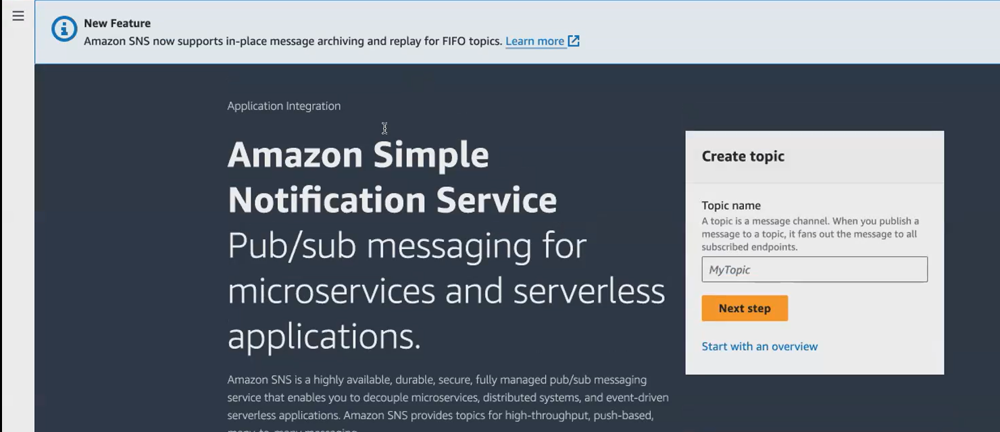 New Feature
Amazon SNS now supports in-place message archiving and replay for FIFO topics. Learn more
Application Integration
Amazon Simple
Notification Service
Pub/sub messaging for
microservices and serverless
applications.
Amazon SNS is a highly available, durable, secure, fully managed pub/sub messaging
service that enables you to decouple microservices, distributed systems, and event-driven
serverless applications. Amazon SNS provides topics for high-throughput, push-based,
many-to-many messaging.
Create topic
Topic name
A topic is a message channel. When you publish a
message to a topic, it fans out the message to all
subscribed endpoints.
MyTopic
Next step
Start with an overview